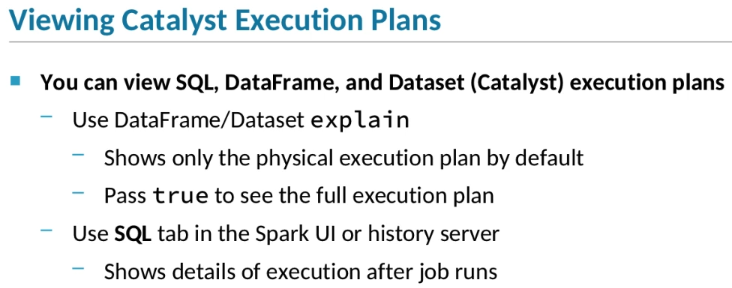 Viewing Catalyst Execution Plans
You can view SQL, DataFrame, and Dataset (Catalyst) execution plans
Use DataFrame/Dataset explain
Shows only the physical execution plan by default
Pass true to see the full execution plan
Use SQL tab in the Spark UI or history server
Shows details of execution after job runs